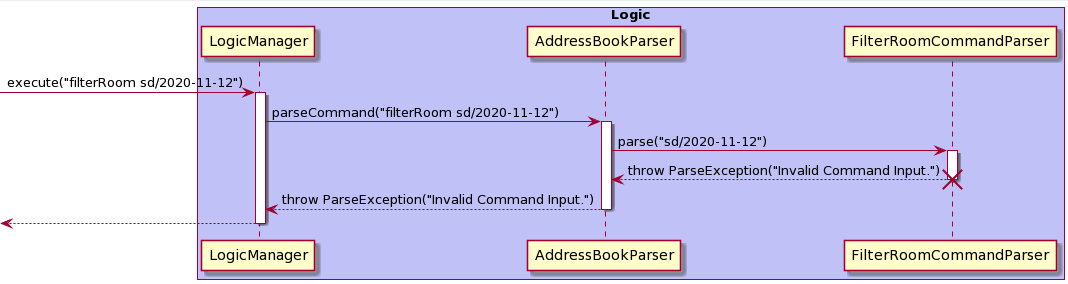 Logic
LogicManager
AddressBookParser
FilterRoomCommandParser
execute("filterRoom sd/2020-11-12")
parseCommand("filterRoom sd/2020-11-12")
parse("sd/2020-11-12")
throw ParseException("Invalid Command Input.")
throw ParseException("Invalid Command Input.")
LogicManager
AddressBookParser
FilterRoomCommandParser